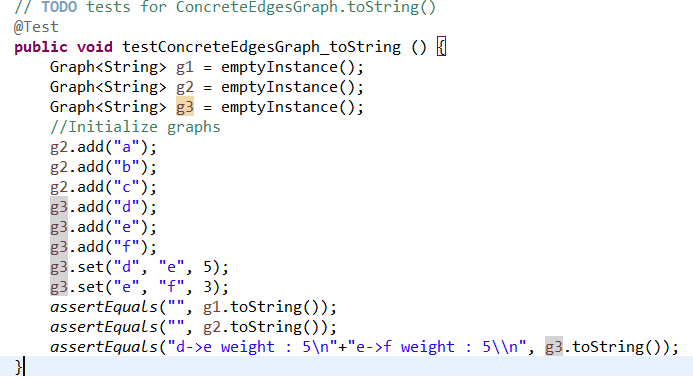 // TODO tests for ConcreteEdgesGraph.toString()
@Test
public void testConcreteEdgesGraph_toString () {
    Graph<String> g1 = emptyInstance();
    Graph<String> g2 = emptyInstance();
    Graph<String> g3 = emptyInstance();
    //Initialize graphs
    g2.add("a");
    g2.add("b");
    g2.add("c");
    g3.add("d");
    g3.add("e");
    g3.add("f");
    g3.set("d", "e", 5);
    g3.set("e", "f", 3);
    assertEquals("", g1.toString());
    assertEquals("", g2.toString());
    assertEquals("d->e weight : 5\n"+"e->f weight : 5\\n", g3.toString());
}